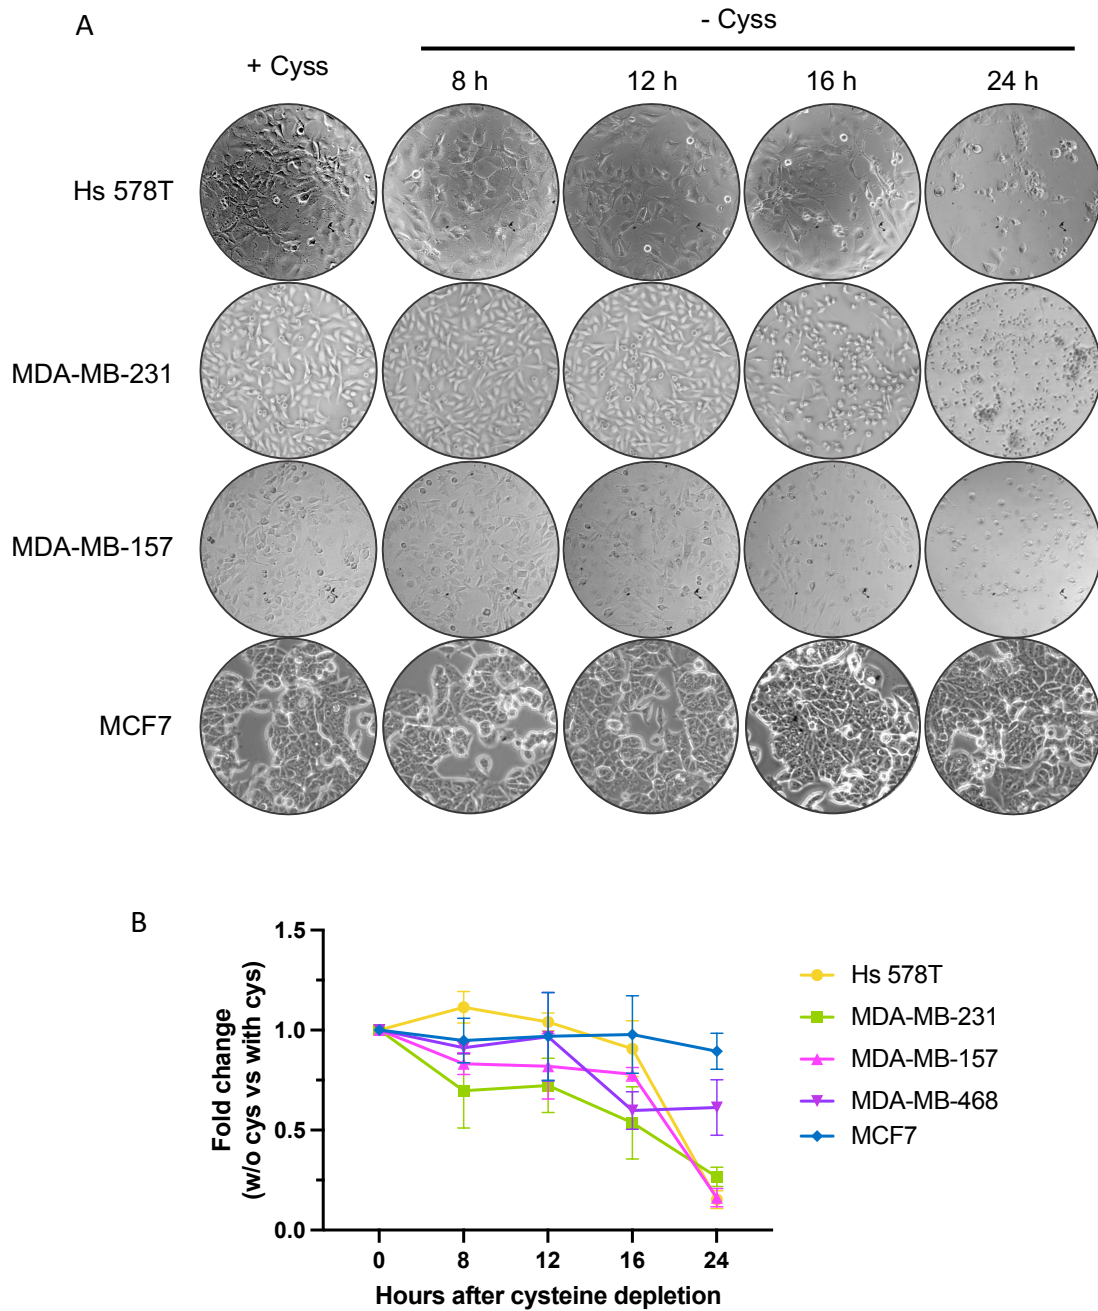 A
- Cyss
+ Cyss
8 h
12 h
16 h
24 h
Hs 578T
MDA-MB-231
MDA-MB-157
MCF7
B
Fold change
(w/o cys vs with cys)
1.5
1.0
0.5
0.0
0
8
12
16
24
Hours after cysteine depletion
Hs 578T
MDA-MB-231
MDA-MB-157
MDA-MB-468
MCF7